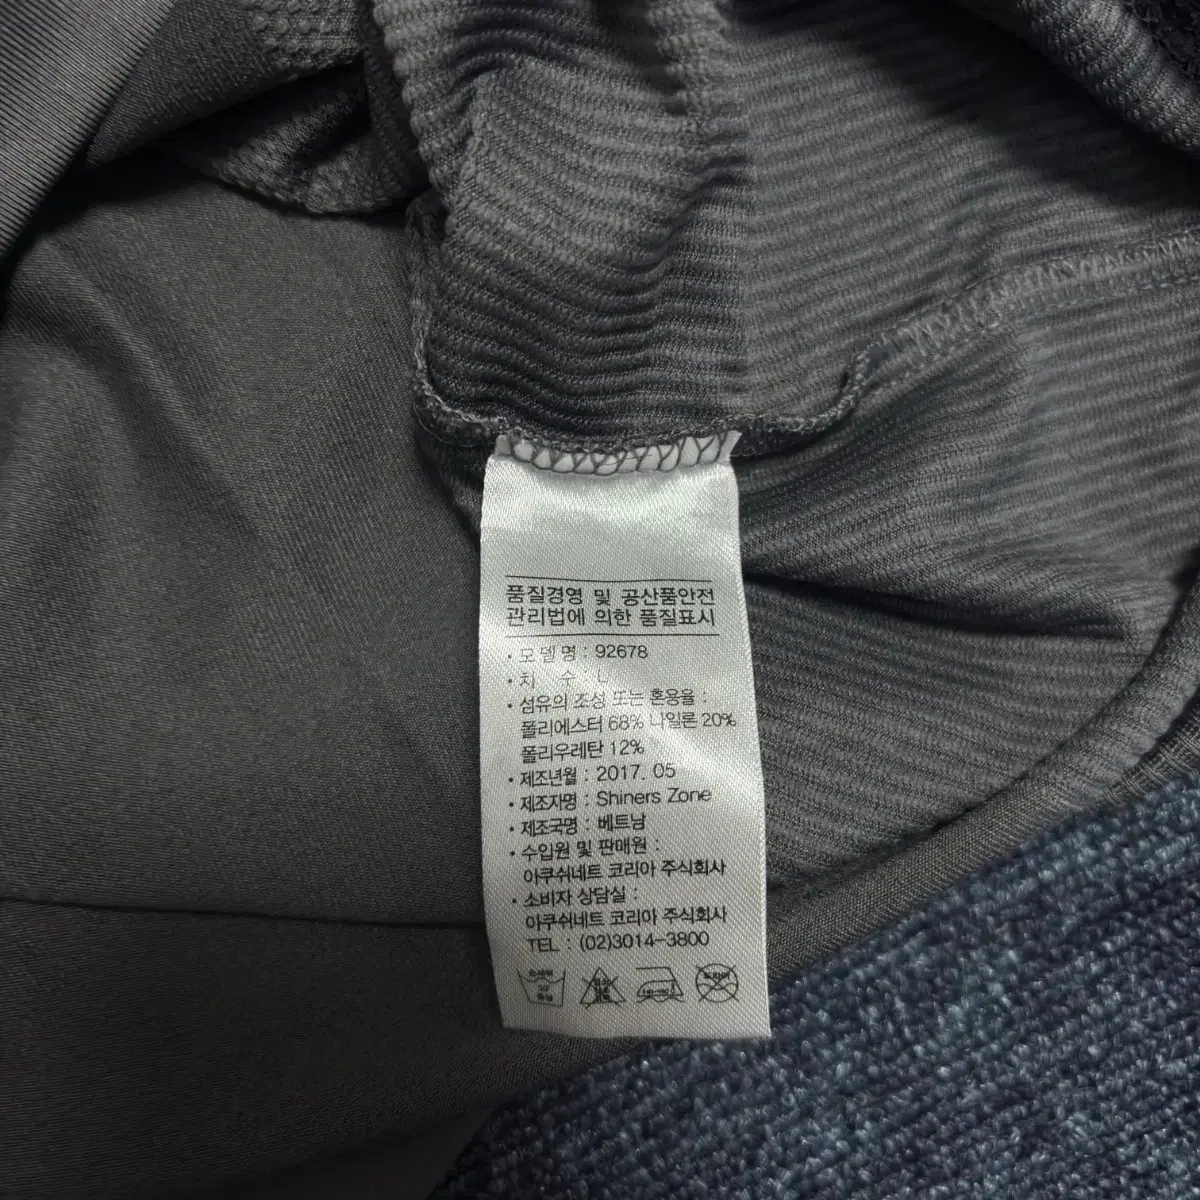 품질경영 및 공산품안전
관리법에 의한 품질표시
· 모델명 : 92678
· 치 수 L
· 섬유의 조성 또는 혼용율 :
폴리에스터 68% 나일론 20%
폴리우레탄 12%
· 제조년월 : 2017. 05
· 제조자명 : Shiners Zone
· 제조국명 : 베트남
· 수입원 및 판매원 :
아쿠쉬네트 코리아 주식회사
· 소비자 상담실 :
아쿠쉬네트 코리아 주식회사
TEL : (02)3014-3800